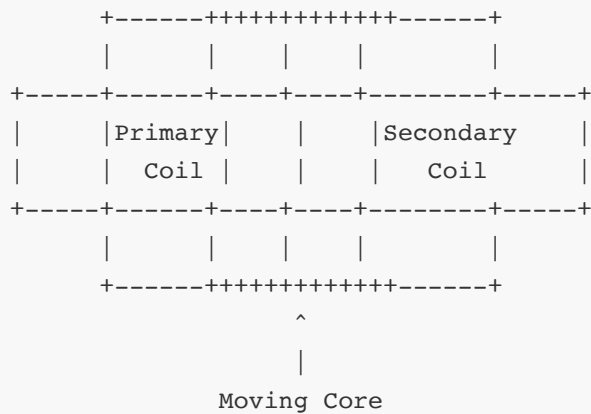 +------+++++++++++++------+
|      |    |    |        |
+-----+------+----+----+--------+-----+
|     |Primary|    |    |Secondary    |
|     |  Coil |    |    |   Coil      |
+-----+------+----+----+--------+-----+
|      |    |    |        |
+------+++++++++++++------+
^
|
Moving Core